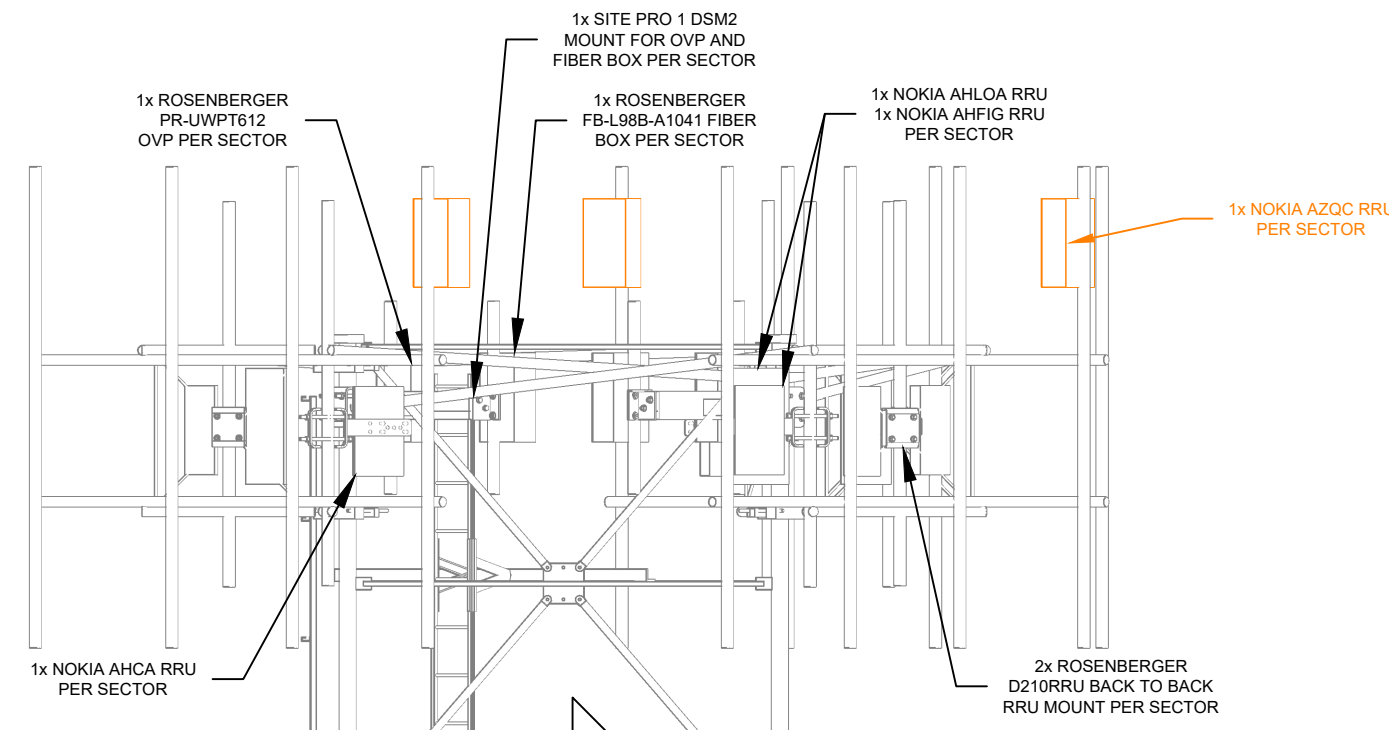 1x SITE PRO 1 DSM2
MOUNT FOR OVP AND
FIBER BOX PER SECTOR
1x ROSENBERGER
PR-UWPT612
OVP PER SECTOR
1x ROSENBERGER
FB-L98B-A1041 FIBER
BOX PER SECTOR
1x NOKIA AHLOA RRU
1x NOKIA AHFIG RRU
PER SECTOR
1x NOKIA AZQC RRU
PER SECTOR
1x NOKIA AHCA RRU
PER SECTOR
2x ROSENBERGER
D210RRU BACK TO BACK
RRU MOUNT PER SECTOR